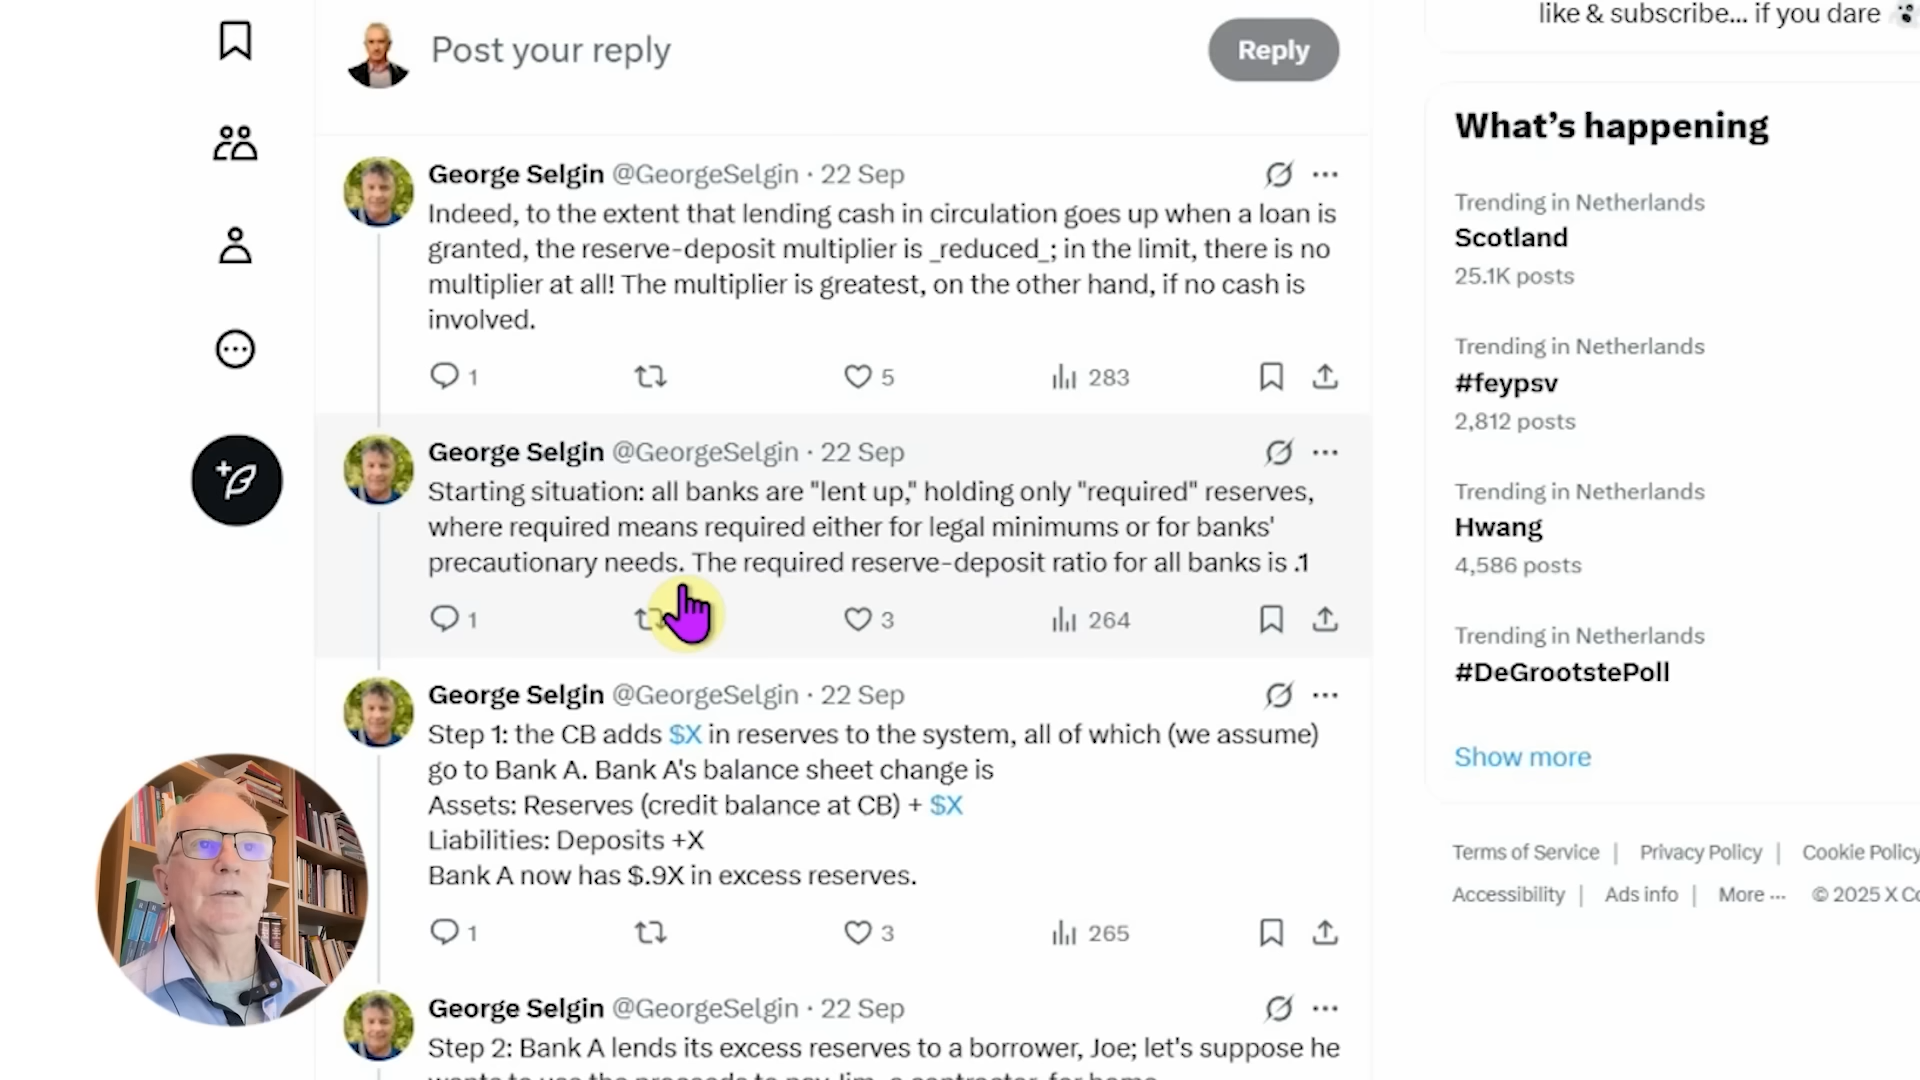 like & subscribe... if you dare
Post your reply
Reply
George Selgin @GeorgeSelgin · 22 Sep
Indeed, to the extent that lending cash in circulation goes up when a loan is
granted, the reserve-deposit multiplier is _reduced_; in the limit, there is no
multiplier at all! The multiplier is greatest, on the other hand, if no cash is
involved.
1
5
283
George Selgin @GeorgeSelgin · 22 Sep
Starting situation: all banks are "lent up," holding only "required" reserves,
where required means required either for legal minimums or for banks'
precautionary needs. The required reserve-deposit ratio for all banks is .1
1
3
264
George Selgin @GeorgeSelgin · 22 Sep
Step 1: the CB adds $X in reserves to the system, all of which (we assume)
go to Bank A. Bank A's balance sheet change is
Assets: Reserves (credit balance at CB) + $X
Liabilities: Deposits +X
Bank A now has $.9X in excess reserves.
1
3
265
George Selgin @GeorgeSelgin · 22 Sep
Step 2: Bank A lends its excess reserves to a borrower, Joe; let's suppose he
What's happening
Trending in Netherlands
Scotland
25.1K posts
Trending in Netherlands
#feypsv
2,812 posts
Trending in Netherlands
Hwang
4,586 posts
Trending in Netherlands
#DeGrootstePoll
Show more
Terms of Service | Privacy Policy | Cookie Policy
Accessibility | Ads info | More ··· © 2025 X Co